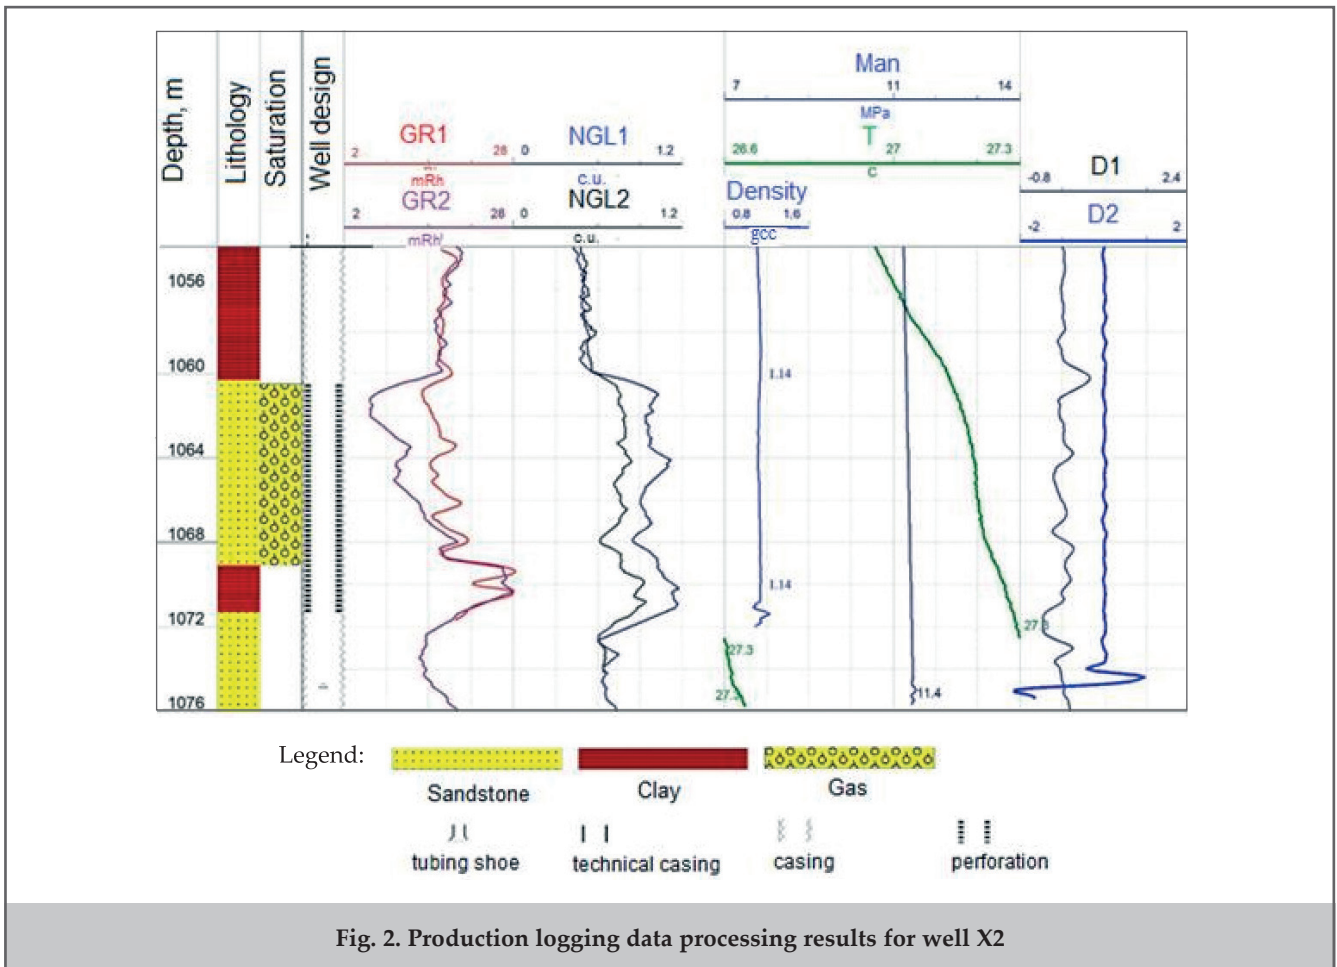 Depth, m
Lithology
Saturation
Well design
GR1
2 28
mRh
GR2
2 28
mRh
NGL1
0 1.2
c.u.
NGL2
0 1.2
c.u.
Man
7 11 14
MPa
T
26.6 27 27.3
c
Density
0.8 1.6
gcc
D1
-0.8 2.4
D2
-2 2
1056
1060
1064
1068
1072
1076
1.14
1.14
27.3
27.3
11.4
Legend:
Sandstone
Clay
Gas
tubing shoe
technical casing
casing
perforation
Fig. 2. Production logging data processing results for well X2